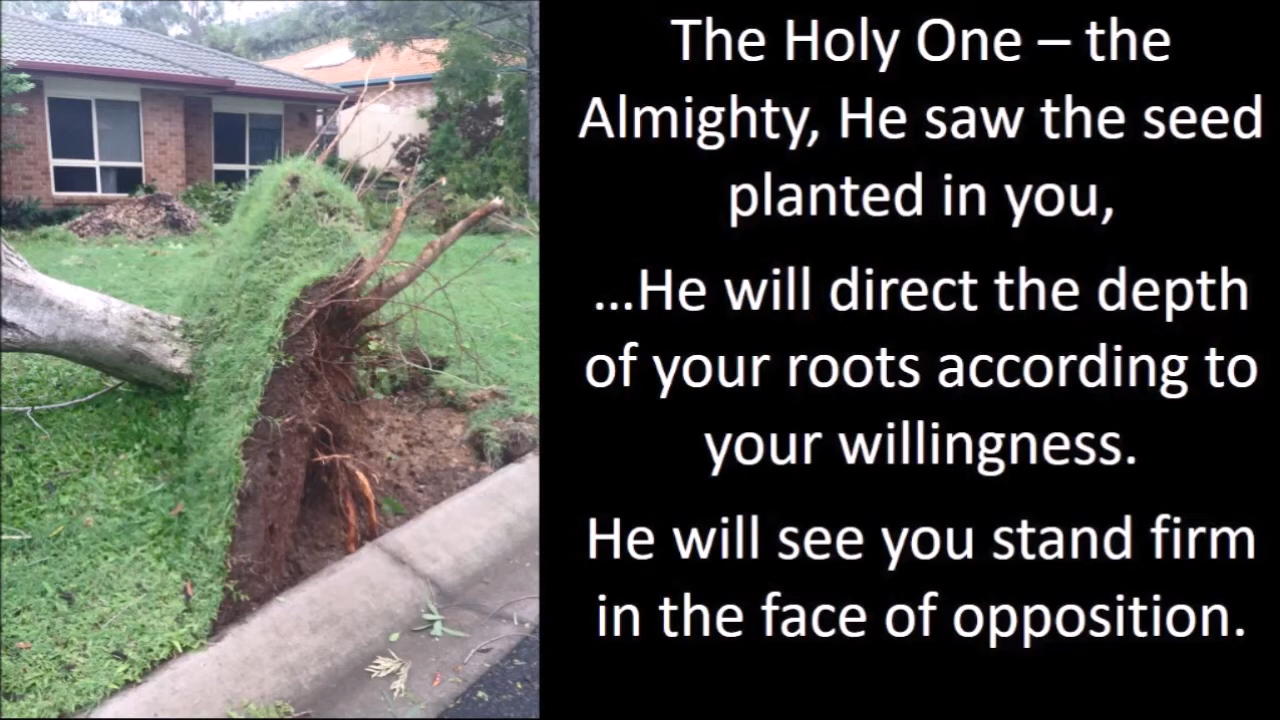 The Holy One – the
Almighty, He saw the seed
planted in you,
...He will direct the depth
of your roots according to
your willingness.
He will see you stand firm
in the face of opposition.